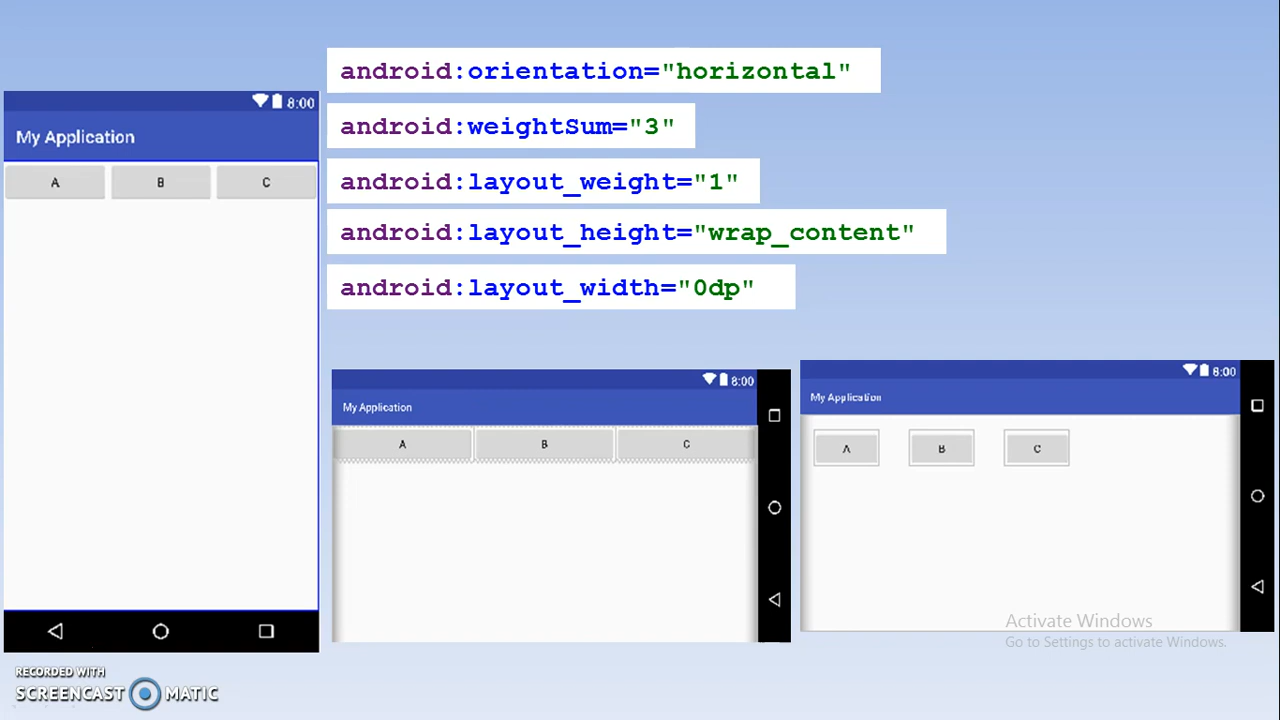 android:orientation="horizontal"
android:weightSum="3"
android:layout_weight="1"
android:layout_height="wrap_content"
android:layout_width="0dp"
8:00
My Application
A B C
8:00
My Application
A B C
8:00
My Application
A B C
Activate Windows
Go to Settings to activate Windows.
RECORDED WITH
SCREENCAST MATIC